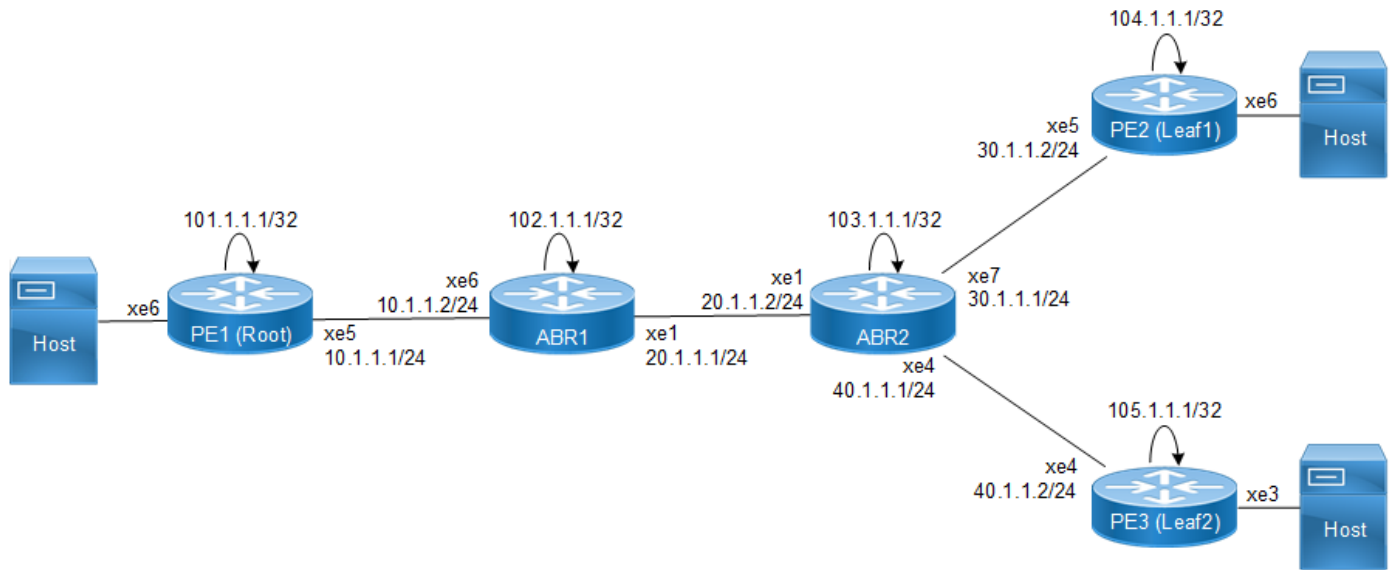 104.1.1.1/32
xe6
PE2 (Leaf1)
Host
xe5
30.1.1.2/24
101.1.1.1/32
102.1.1.1/32
103.1.1.1/32
xe6
PE1 (Root)
Host
xe5
10.1.1.1/24
xe6
10.1.1.2/24
ABR1
xe1
20.1.1.1/24
xe1
20.1.1.2/24
ABR2
xe7
30.1.1.1/24
xe4
40.1.1.1/24
105.1.1.1/32
xe4
40.1.1.2/24
PE3 (Leaf2)
xe3
Host